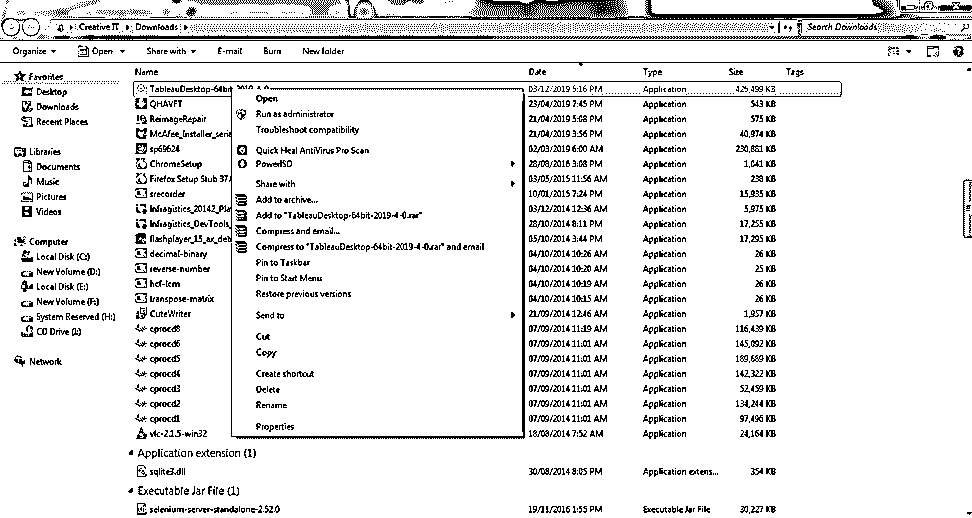 Creative IT ▸ Downloads ▸ Search Downloads
Organize Open Share with E-mail Burn New folder
Name Date Type Size Tags
Favorites
Desktop
Downloads
Recent Places
Libraries
Documents
Music
Pictures
Videos
Computer
Local Disk (C:)
New Volume (D:)
Local Disk (E:)
New Volume (F:)
System Reserved (H:)
CD Drive (I:)
Network
TableauDesktop-64bit-2019-4-0 03/12/2019 5:16 PM Application
QHAVFT 23/04/2019 7:45 PM Application 543 KB
ReimageRepair 21/04/2019 5:08 PM Application 575 KB
McAfee_Installer_seri 21/04/2019 3:56 PM Application 40,974 KB
sp69624 02/03/2019 6:00 AM Application 230,881 KB
ChromeSetup 28/08/2016 3:08 PM Application 1,041 KB
Firefox Setup Stub 37. 03/05/2015 11:56 AM Application 238 KB
srecorder 10/01/2015 7:24 PM Application 15,935 KB
Infragistics_20142_Pla 03/12/2014 12:36 AM Application 5,975 KB
Infragistics_DevTools_ 28/10/2014 8:11 PM Application 17,255 KB
flashplayer_15_ax_deb 05/10/2014 3:44 PM Application 17,295 KB
decimal-binary 04/10/2014 10:26 AM Application 26 KB
reverse-number 04/10/2014 10:23 AM Application 25 KB
hcf-lcm 04/10/2014 10:19 AM Application 26 KB
transpose-matrix 04/10/2014 10:15 AM Application 26 KB
CuteWriter 21/09/2014 12:46 AM Application 1,957 KB
cprocd8 07/09/2014 11:19 AM Application 116,439 KB
cprocd6 07/09/2014 11:01 AM Application 145,092 KB
cprocd5 07/09/2014 11:01 AM Application 189,689 KB
cprocd4 07/09/2014 11:01 AM Application 142,322 KB
cprocd3 07/09/2014 11:01 AM Application 52,459 KB
cprocd2 07/09/2014 11:01 AM Application 134,244 KB
cprocd1 07/09/2014 11:01 AM Application 97,496 KB
vlc-2.1.5-win32 18/08/2014 7:52 AM Application 24,164 KB
Application extension (1)
sqlite3.dll 30/08/2014 8:05 PM Application extens... 354 KB
Executable Jar File (1)
selenium-server-standalone-2.52.0 19/11/2016 1:55 PM Executable Jar File 30,227 KB
Open
Run as administrator
Troubleshoot compatibility
Quick Heal AntiVirus Pro Scan
PowerISO
Share with
Add to archive...
Add to "TableauDesktop-64bit-2019-4-0.rar"
Compress and email...
Compress to "TableauDesktop-64bit-2019-4-0.rar" and email
Pin to Taskbar
Pin to Start Menu
Restore previous versions
Send to
Cut
Copy
Create shortcut
Delete
Rename
Properties